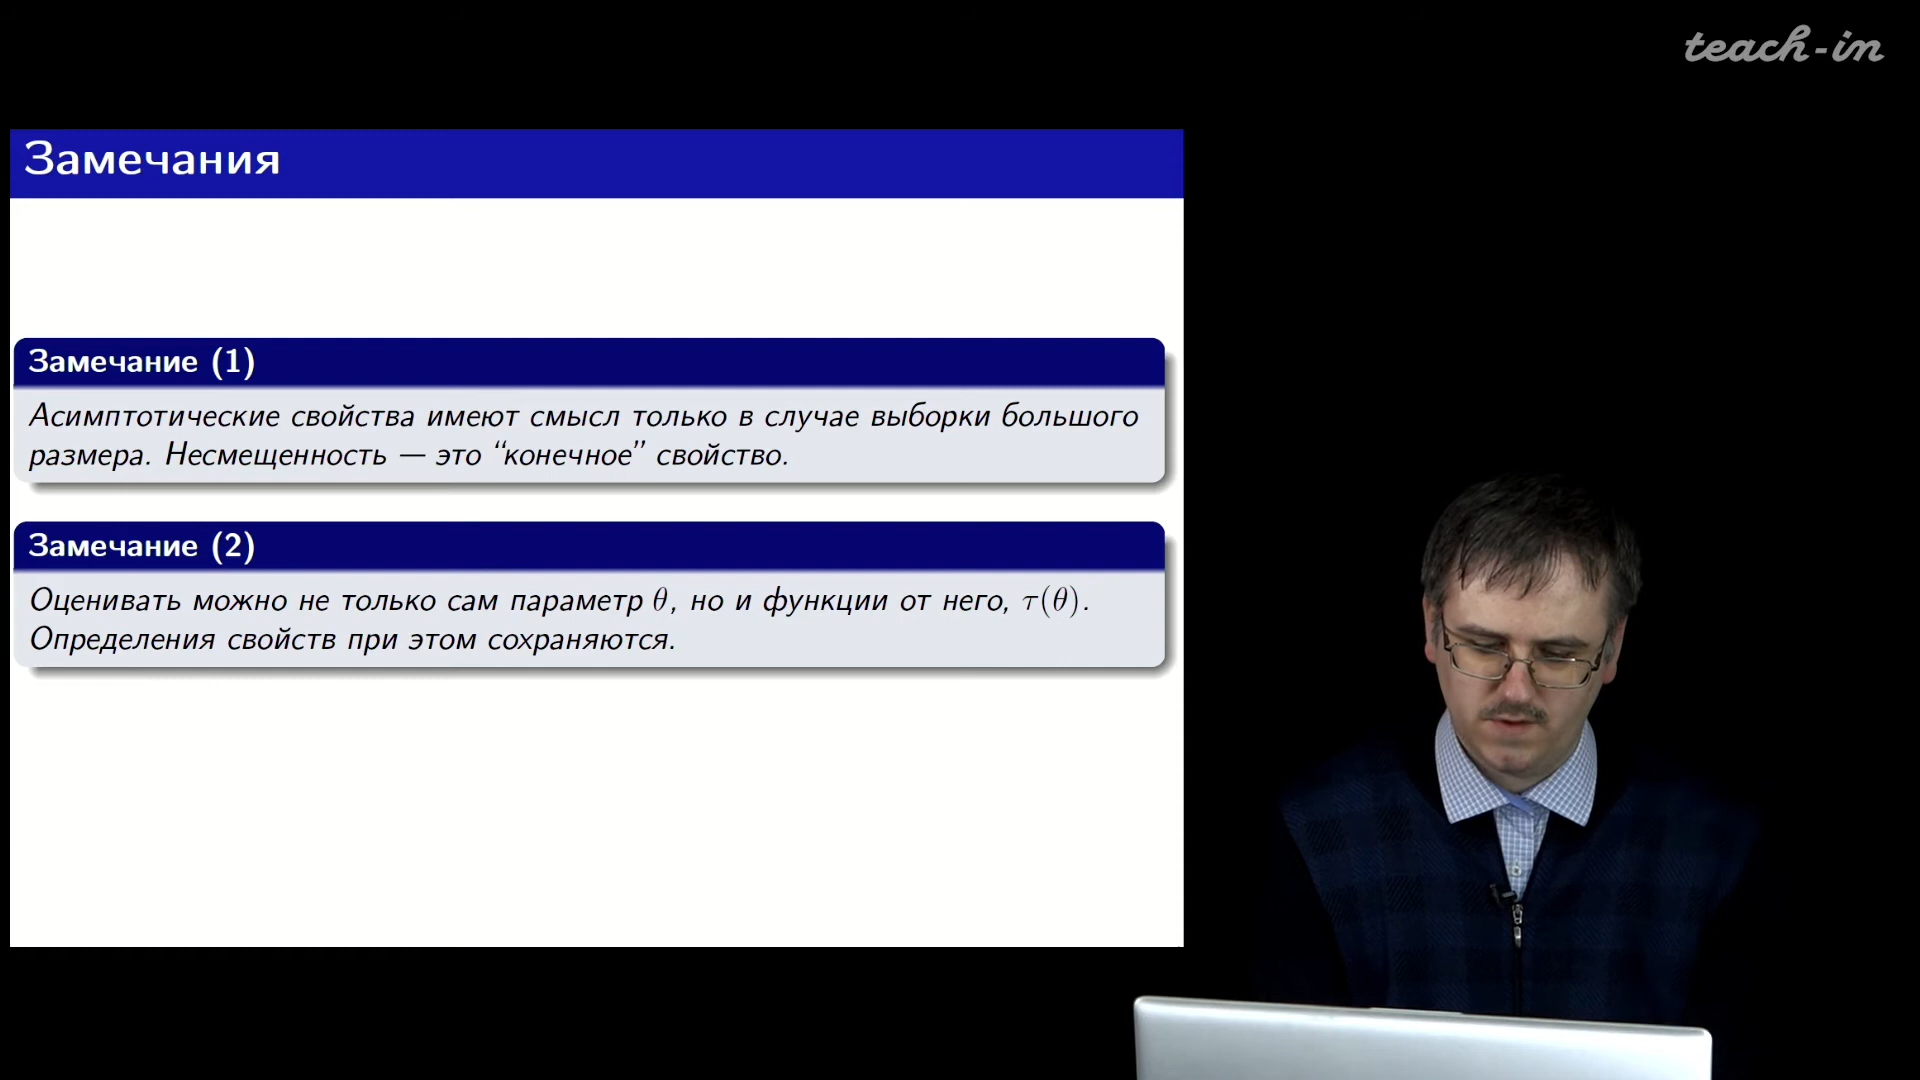 teach-in
Замечания
Замечание (1)
Асимптотические свойства имеют смысл только в случае выборки большого
размера. Несмещенность — это “конечное” свойство.
Замечание (2)
Оценивать можно не только сам параметр θ, но и функции от него, τ(θ).
Определения свойств при этом сохраняются.